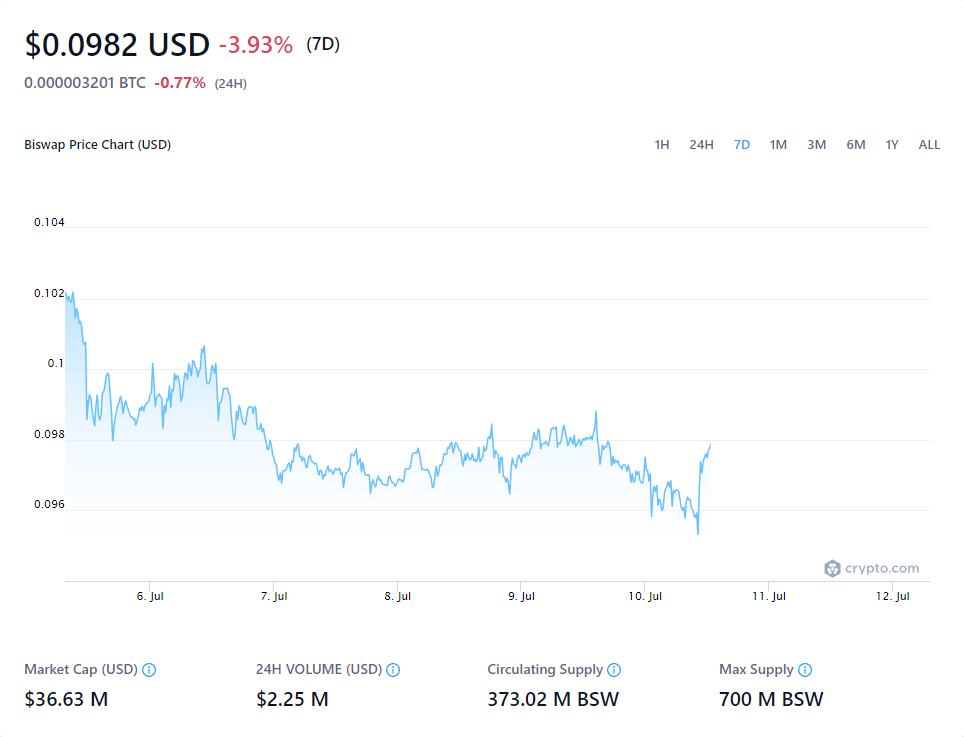 $0.0982 USD -3.93% (7D)
0.000003201 BTC -0.77% (24H)
Biswap Price Chart (USD) 1H 24H 7D 1M 3M 6M 1Y ALL
0.104
0.102
0.1
0.098
0.096
crypto.com
6. Jul 7. Jul 8. Jul 9. Jul 10. Jul 11. Jul 12. Jul
Market Cap (USD) 24H VOLUME (USD) Circulating Supply Max Supply
$36.63 M $2.25 M 373.02 M BSW 700 M BSW